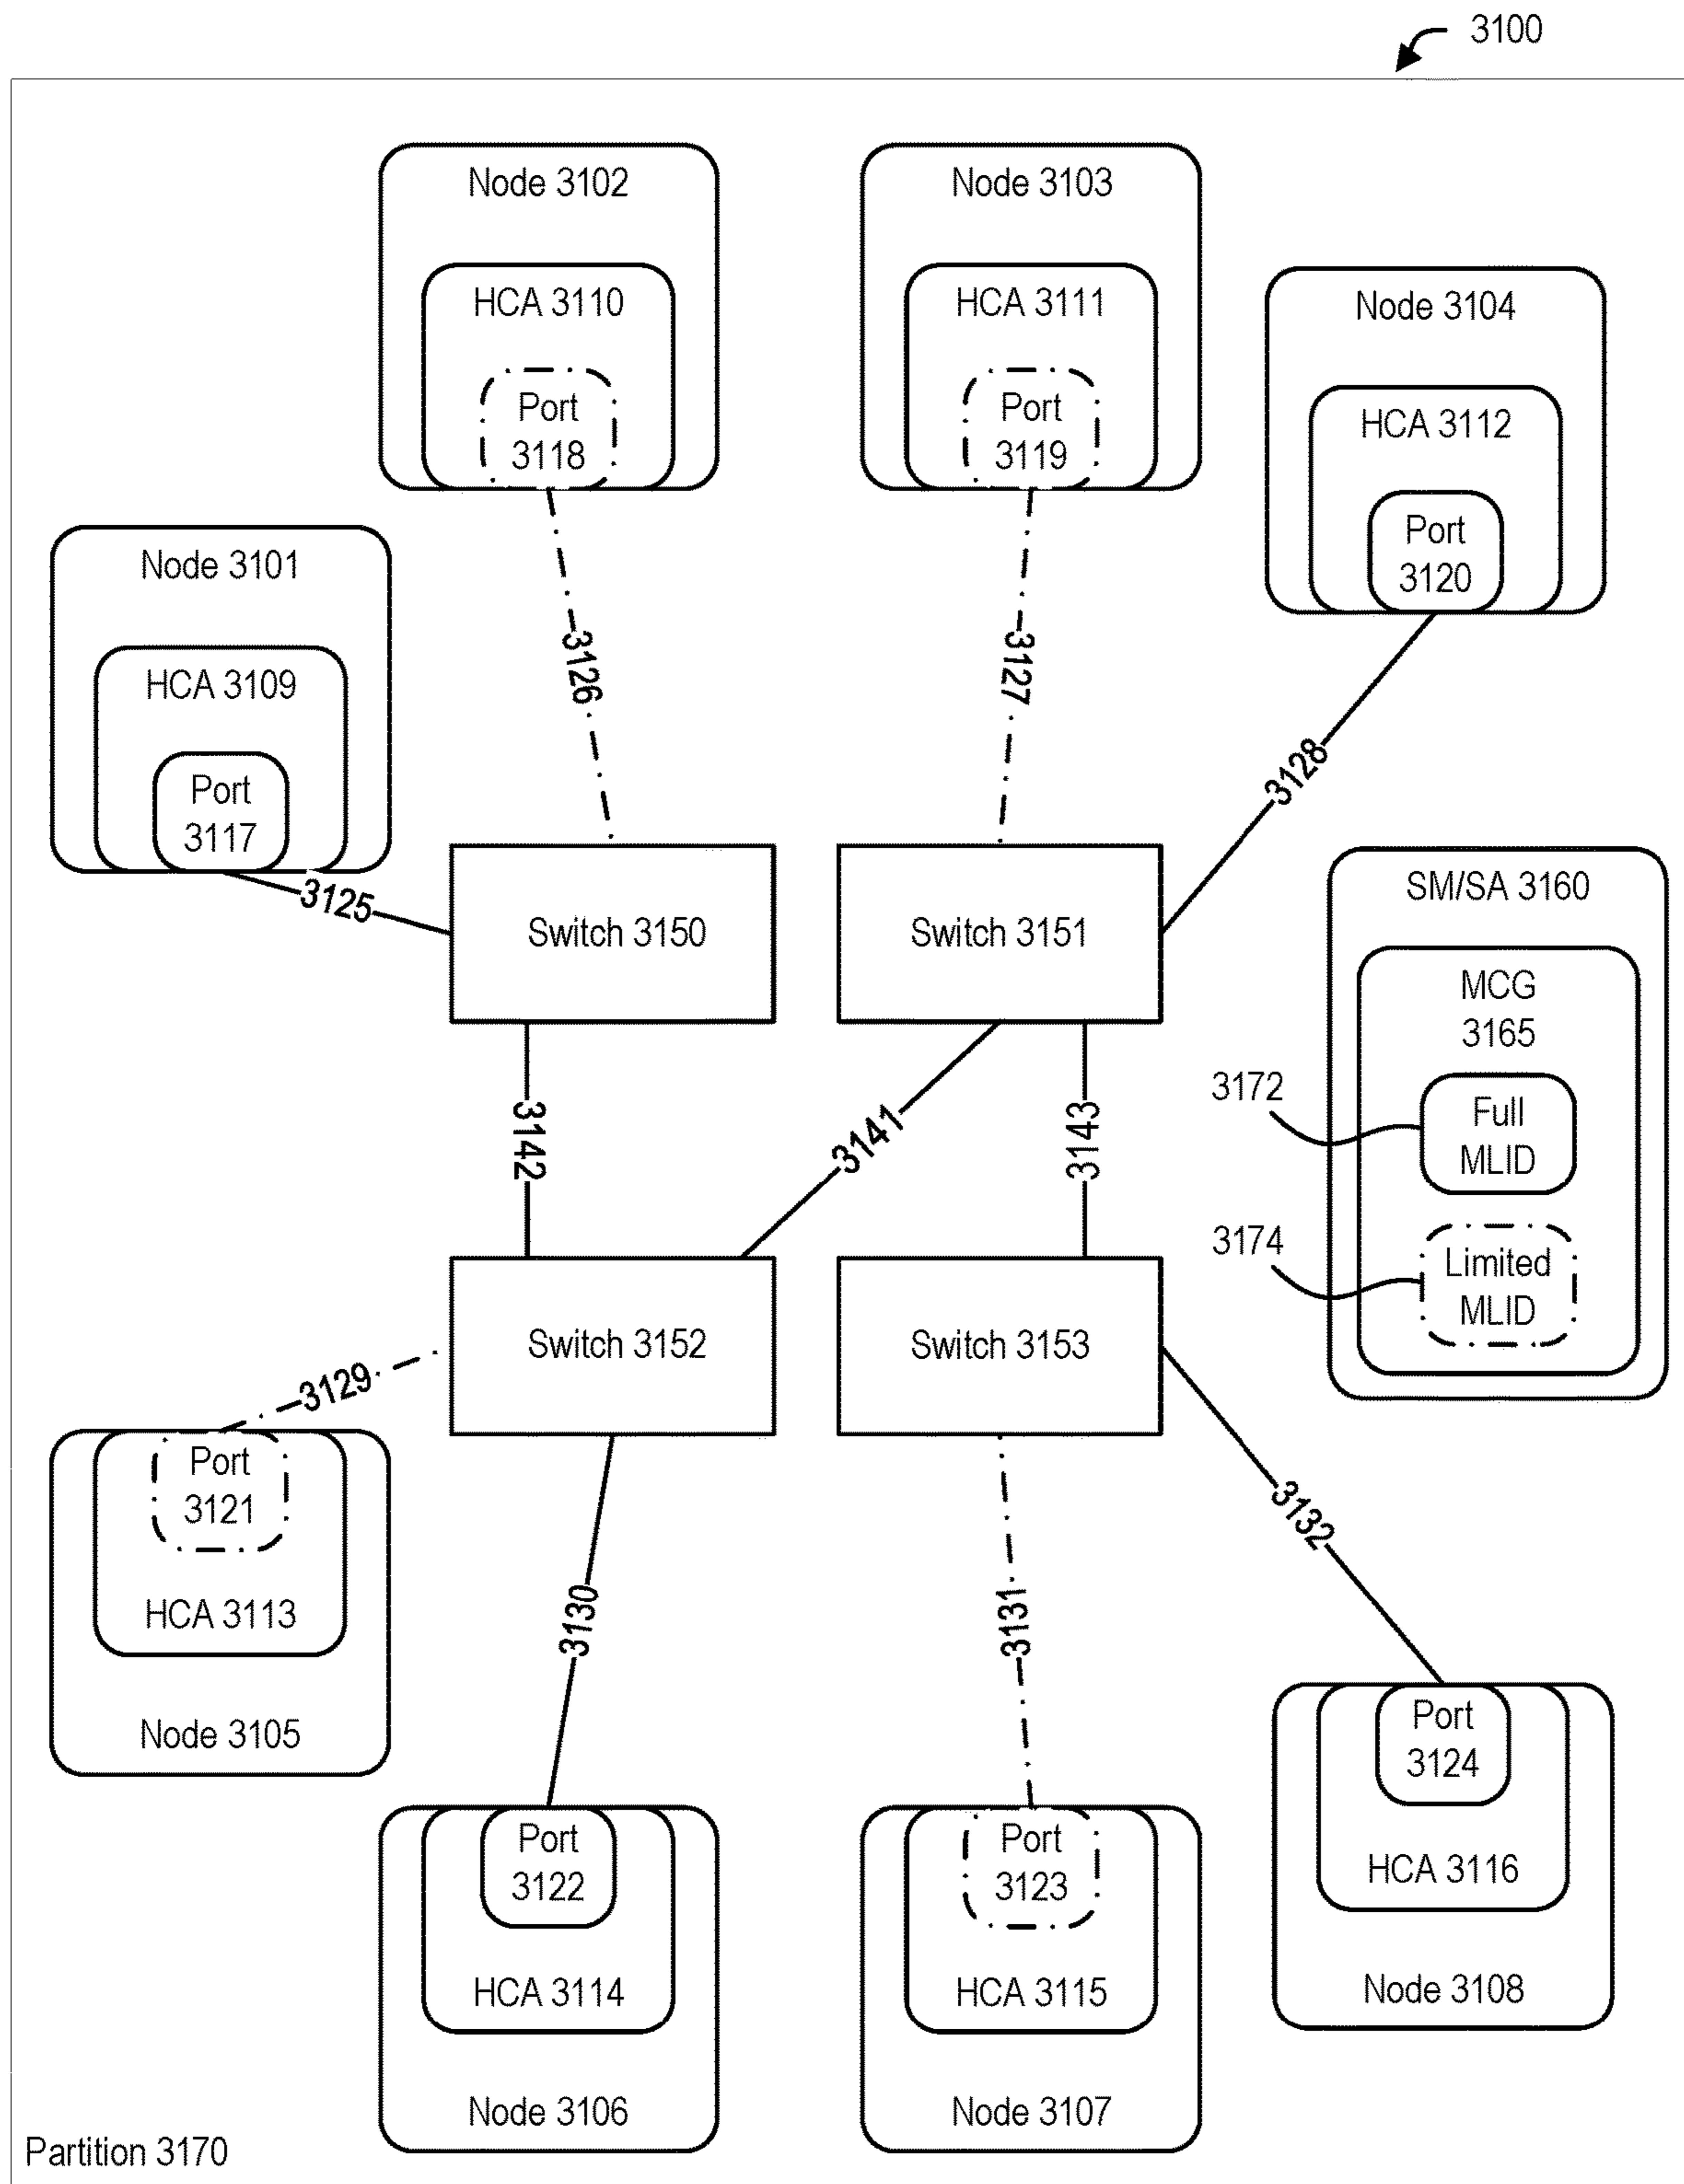 3100
Node 3102
HCA 3110
Port
3118
Node 3103
HCA 3111
Port
3119
Node 3104
HCA 3112
Port
3120
Node 3101
HCA 3109
Port
3117
3126
3127
3128
3125
Switch 3150
Switch 3151
SM/SA 3160
MCG
3165
3172
Full
MLID
3174
Limited
MLID
3142
3141
3143
Switch 3152
Switch 3153
3129
Port
3121
HCA 3113
Node 3105
3130
3131
3132
Port
3122
HCA 3114
Node 3106
Port
3123
HCA 3115
Node 3107
Port
3124
HCA 3116
Node 3108
Partition 3170